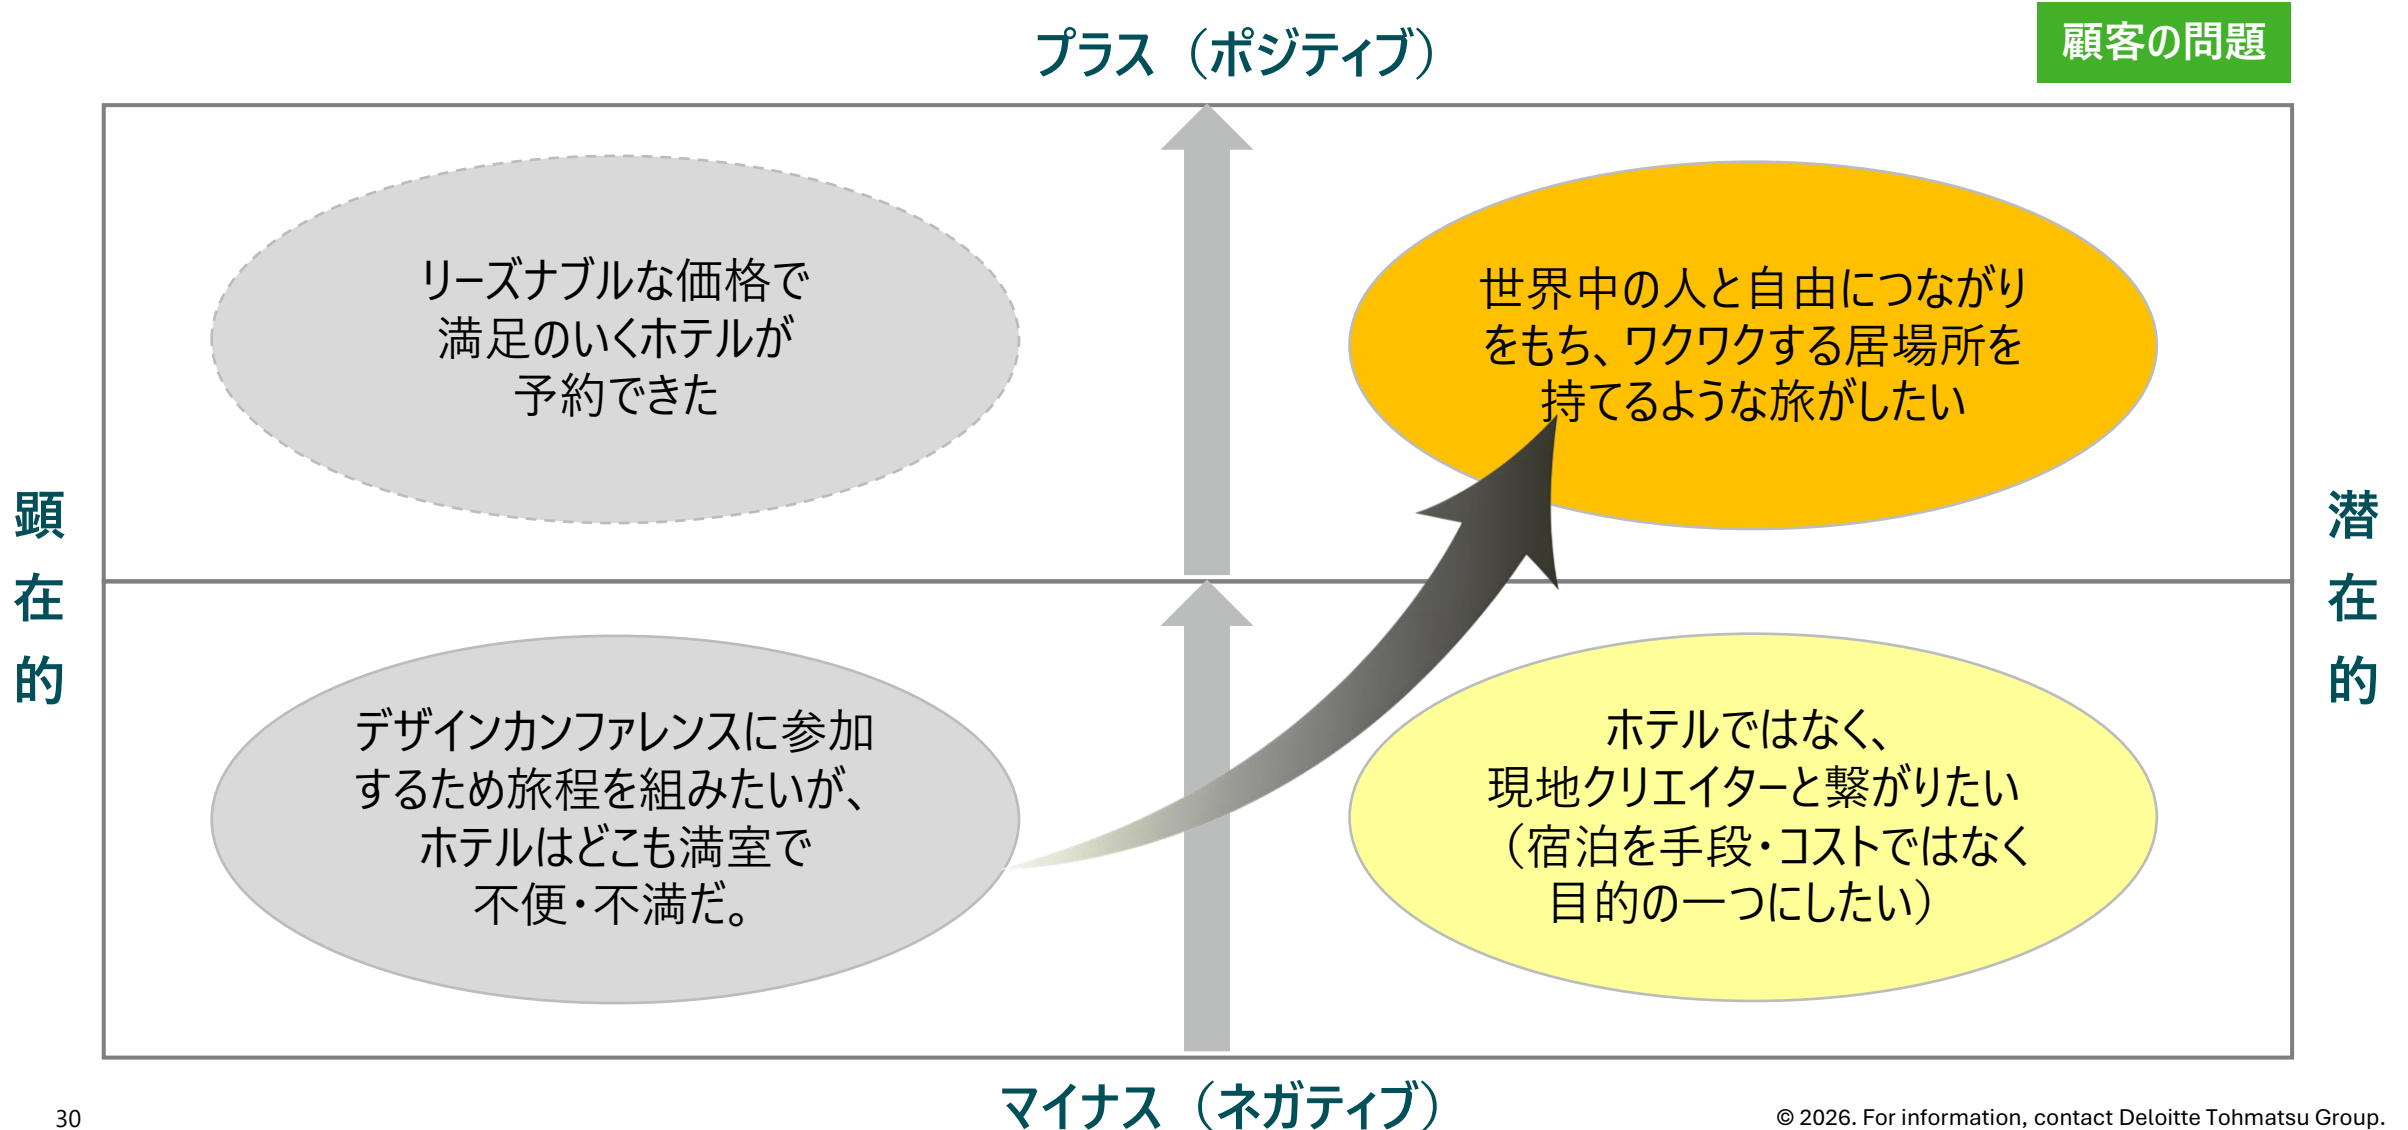 顧客の問題
プラス（ポジティブ）
リーズナブルな価格で
満足のいくホテルが
予約できた
世界中の人と自由につながり
をもち、ワクワクする居場所を
持てるような旅がしたい
顕在的
潜在的
デザインカンファレンスに参加
するため旅程を組みたいが、
ホテルはどこも満室で
不便・不満だ。
ホテルではなく、
現地クリエイターと繋がりたい
（宿泊を手段・コストではなく
目的の一つにしたい）
マイナス（ネガティブ）
30
© 2026. For information, contact Deloitte Tohmatsu Group.